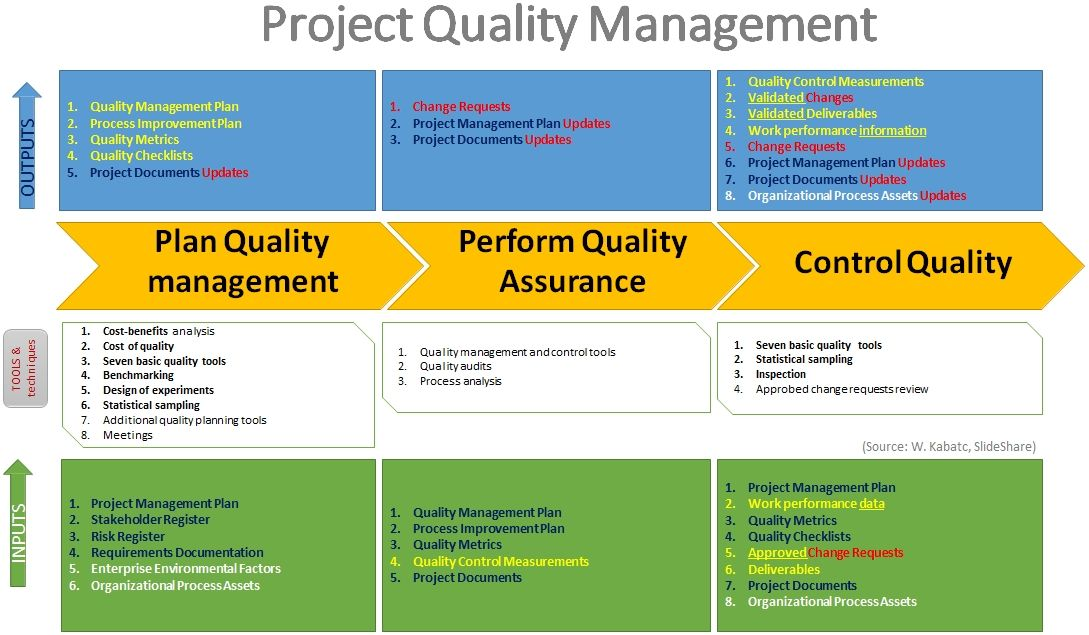 Project Quality Management
OUTPUTS
1. Quality Management Plan
2. Process Improvement Plan
3. Quality Metrics
4. Quality Checklists
5. Project Documents Updates
1. Change Requests
2. Project Management Plan Updates
3. Project Documents Updates
1. Quality Control Measurements
2. Validated Changes
3. Validated Deliverables
4. Work performance information
5. Change Requests
6. Project Management Plan Updates
7. Project Documents Updates
8. Organizational Process Assets Updates
Plan Quality
management
Perform Quality
Assurance
Control Quality
TOOLS &
techniques
1. Cost-benefits analysis
2. Cost of quality
3. Seven basic quality tools
4. Benchmarking
5. Design of experiments
6. Statistical sampling
7. Additional quality planning tools
8. Meetings
1. Quality management and control tools
2. Quality audits
3. Process analysis
1. Seven basic quality tools
2. Statistical sampling
3. Inspection
4. Approbed change requests review
(Source: W. Kabatc, SlideShare)
INPUTS
1. Project Management Plan
2. Stakeholder Register
3. Risk Register
4. Requirements Documentation
5. Enterprise Environmental Factors
6. Organizational Process Assets
1. Quality Management Plan
2. Process Improvement Plan
3. Quality Metrics
4. Quality Control Measurements
5. Project Documents
1. Project Management Plan
2. Work performance data
3. Quality Metrics
4. Quality Checklists
5. Approved Change Requests
6. Deliverables
7. Project Documents
8. Organizational Process Assets